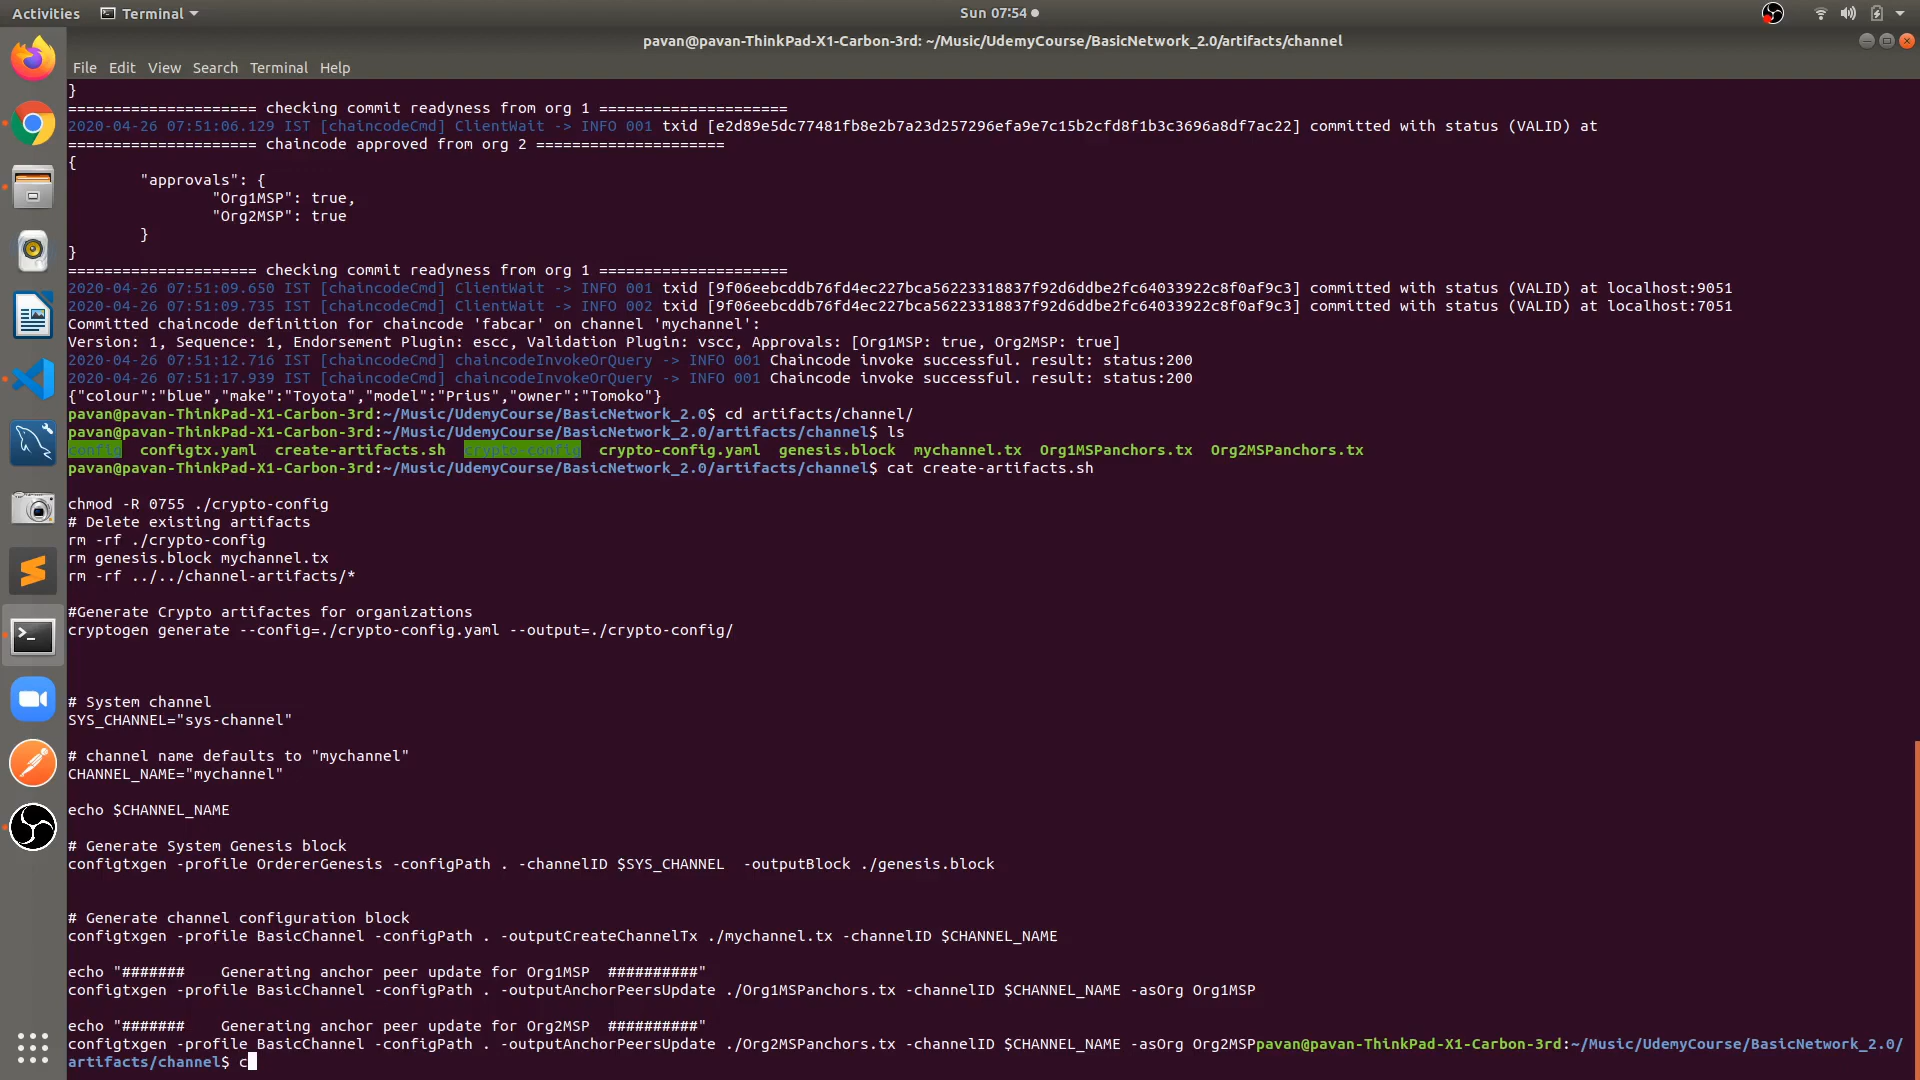 Activities Terminal Sun 07:54
pavan@pavan-ThinkPad-X1-Carbon-3rd: ~/Music/UdemyCourse/BasicNetwork_2.0/artifacts/channel
File Edit View Search Terminal Help
}
===================== checking commit readyness from org 1 =====================
2020-04-26 07:51:06.129 IST [chaincodeCmd] ClientWait -> INFO 001 txid [e2d89e5dc77481fb8e2b7a23d257296efa9e7c15b2cfd8f1b3c3696a8df7ac22] committed with status (VALID) at
===================== chaincode approved from org 2 =====================
{
"approvals": {
"Org1MSP": true,
"Org2MSP": true
}
}
===================== checking commit readyness from org 1 =====================
2020-04-26 07:51:09.650 IST [chaincodeCmd] ClientWait -> INFO 001 txid [9f06eebcddb76fd4ec227bca56223318837f92d6ddbe2fc64033922c8f0af9c3] committed with status (VALID) at localhost:9051
2020-04-26 07:51:09.735 IST [chaincodeCmd] ClientWait -> INFO 002 txid [9f06eebcddb76fd4ec227bca56223318837f92d6ddbe2fc64033922c8f0af9c3] committed with status (VALID) at localhost:7051
Committed chaincode definition for chaincode 'fabcar' on channel 'mychannel':
Version: 1, Sequence: 1, Endorsement Plugin: escc, Validation Plugin: vscc, Approvals: [Org1MSP: true, Org2MSP: true]
2020-04-26 07:51:12.716 IST [chaincodeCmd] chaincodeInvokeOrQuery -> INFO 001 Chaincode invoke successful. result: status:200
2020-04-26 07:51:17.939 IST [chaincodeCmd] chaincodeInvokeOrQuery -> INFO 001 Chaincode invoke successful. result: status:200
{"colour":"blue","make":"Toyota","model":"Prius","owner":"Tomoko"}
pavan@pavan-ThinkPad-X1-Carbon-3rd:~/Music/UdemyCourse/BasicNetwork_2.0$ cd artifacts/channel/
pavan@pavan-ThinkPad-X1-Carbon-3rd:~/Music/UdemyCourse/BasicNetwork_2.0/artifacts/channel$ ls
config configtx.yaml create-artifacts.sh crypto-config crypto-config.yaml genesis.block mychannel.tx Org1MSPanchors.tx Org2MSPanchors.tx
pavan@pavan-ThinkPad-X1-Carbon-3rd:~/Music/UdemyCourse/BasicNetwork_2.0/artifacts/channel$ cat create-artifacts.sh
chmod -R 0755 ./crypto-config
# Delete existing artifacts
rm -rf ./crypto-config
rm genesis.block mychannel.tx
rm -rf ../../channel-artifacts/*
#Generate Crypto artifactes for organizations
cryptogen generate --config=./crypto-config.yaml --output=./crypto-config/
# System channel
SYS_CHANNEL="sys-channel"
# channel name defaults to "mychannel"
CHANNEL_NAME="mychannel"
echo $CHANNEL_NAME
# Generate System Genesis block
configtxgen -profile OrdererGenesis -configPath . -channelID $SYS_CHANNEL -outputBlock ./genesis.block
# Generate channel configuration block
configtxgen -profile BasicChannel -configPath . -outputCreateChannelTx ./mychannel.tx -channelID $CHANNEL_NAME
echo "####### Generating anchor peer update for Org1MSP ##########"
configtxgen -profile BasicChannel -configPath . -outputAnchorPeersUpdate ./Org1MSPanchors.tx -channelID $CHANNEL_NAME -asOrg Org1MSP
echo "####### Generating anchor peer update for Org2MSP ##########"
configtxgen -profile BasicChannel -configPath . -outputAnchorPeersUpdate ./Org2MSPanchors.tx -channelID $CHANNEL_NAME -asOrg Org2MSPpavan@pavan-ThinkPad-X1-Carbon-3rd:~/Music/UdemyCourse/BasicNetwork_2.0/
artifacts/channel$ c